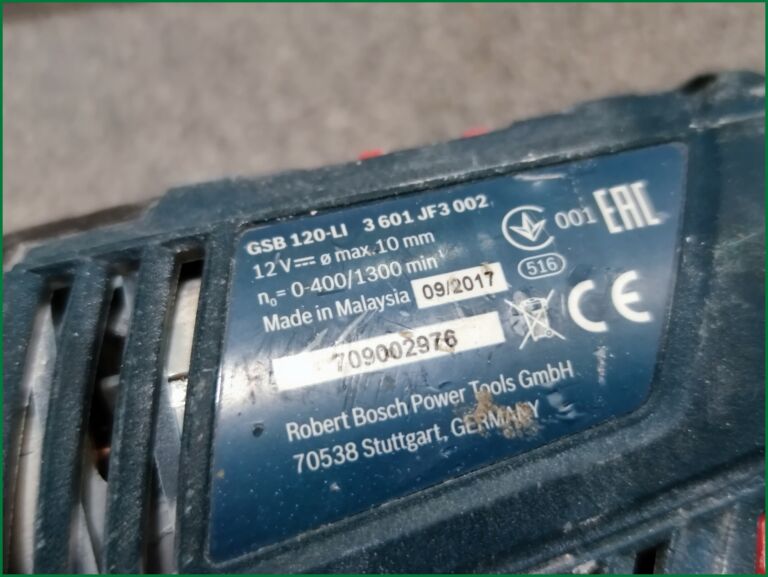 GSB 120-LI 3 601 JF3 002
12 V⎓ ø max.10 mm
n₀= 0-400/1300 min⁻¹
Made in Malaysia 09/2017
709002976
001 EAC
516
CE
Robert Bosch Power Tools GmbH
70538 Stuttgart, GERMANY